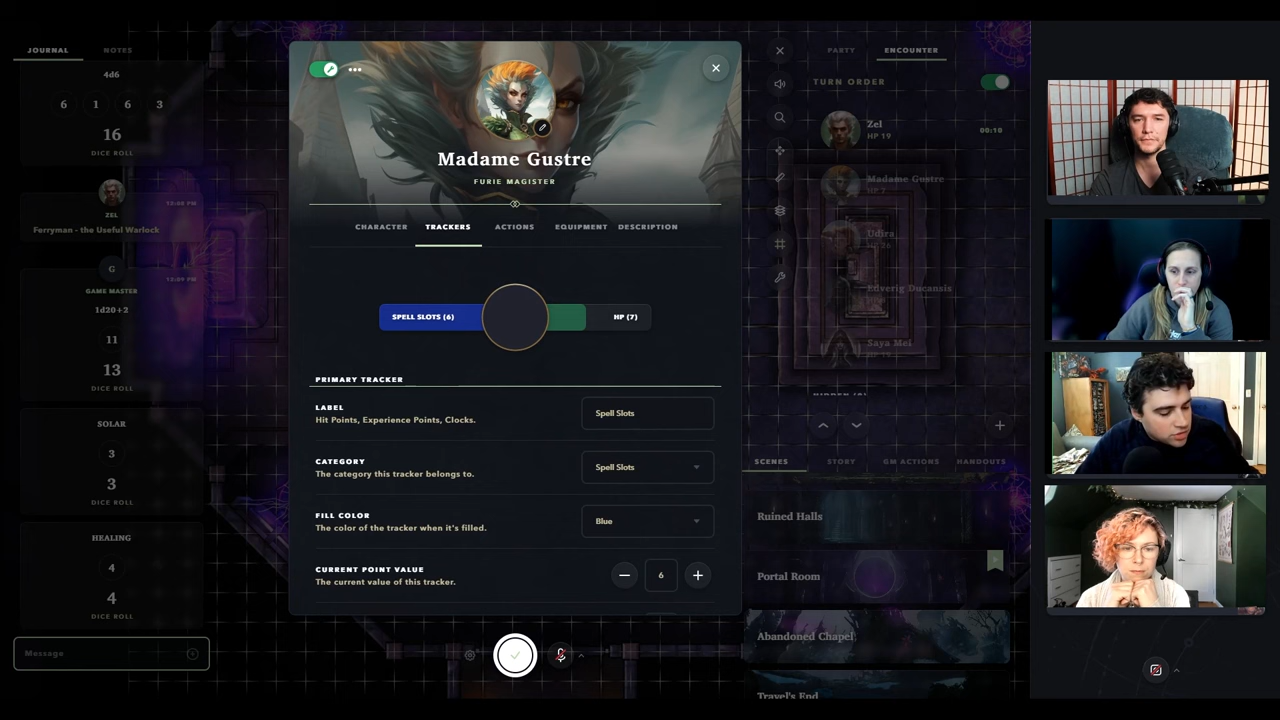 JOURNAL
NOTES
4d6
6 1 6 3
16
DICE ROLL
ZEL
Ferryman - the Useful Warlock
G
GAME MASTER
1d20+2
11
13
DICE ROLL
SOLAR
3
3
DICE ROLL
HEALING
4
4
DICE ROLL
Message
Madame Gustre
FURIE MAGISTER
CHARACTER
TRACKERS
ACTIONS
EQUIPMENT
DESCRIPTION
SPELL SLOTS (6)
HP (7)
PRIMARY TRACKER
LABEL
Hit Points, Experience Points, Clocks.
Spell Slots
CATEGORY
The category this tracker belongs to.
Spell Slots
FILL COLOR
The color of the tracker when it's filled.
Blue
CURRENT POINT VALUE
The current value of this tracker.
6
PARTY
ENCOUNTER
TURN ORDER
Zel
HP 19
00:10
Madame Gustre
HP 7
Udira
HP 26
Edverig Ducansis
Saya Mel
SCENES
STORY
GM ACTIONS
HANDOUTS
Ruined Halls
Portal Room
Abandoned Chapel
Travel's End